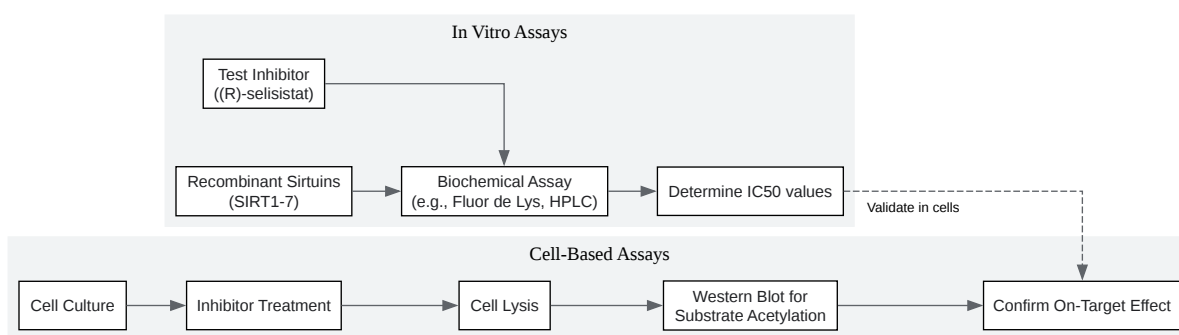 In Vitro Assays
Test Inhibitor
((R)-selisistat)
Recombinant Sirtuins
(SIRT1-7)
Biochemical Assay
(e.g., Fluor de Lys, HPLC)
Determine IC50 values
Validate in cells
Cell-Based Assays
Cell Culture
Inhibitor Treatment
Cell Lysis
Western Blot for
Substrate Acetylation
Confirm On-Target Effect